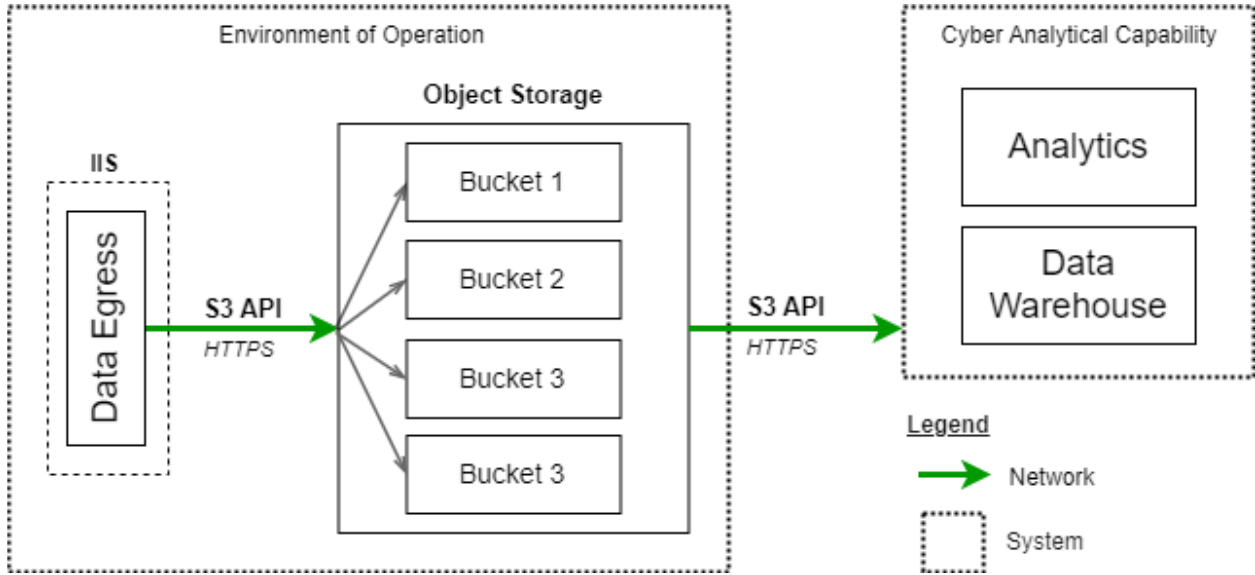 Environment of Operation
Cyber Analytical Capability
Object Storage
IIS
Data Egress
S3 API
HTTPS
Bucket 1
Bucket 2
Bucket 3
Bucket 3
S3 API
HTTPS
Analytics
Data
Warehouse
Legend
Network
System